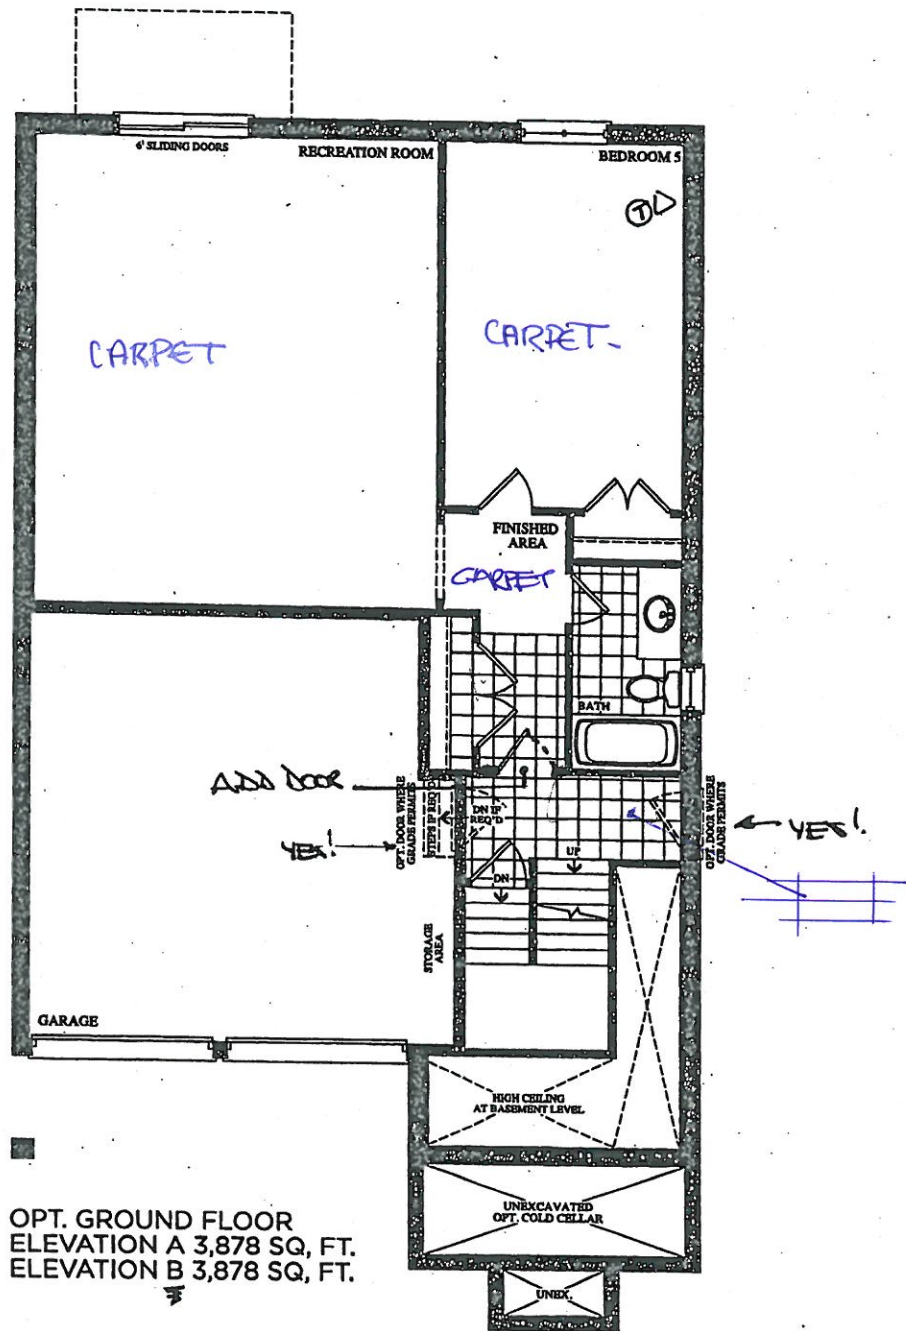 6' SLIDING DOORS
RECREATION ROOM
BEDROOM 5
T
CARPET
CARPET-
FINISHED
AREA
CARPET
BATH
ADD DOOR
OPT. DOOR WHERE
GRADE PERMITS
STEPS IF REQ'D
DN IF
REQ'D
YES!
OPT. DOOR WHERE
GRADE PERMITS
YES!
UP
DN
STORAGE
AREA
GARAGE
HIGH CEILING
AT BASEMENT LEVEL
UNEXCAVATED
OPT. COLD CELLAR
UNEX.
OPT. GROUND FLOOR
ELEVATION A 3,878 SQ, FT.
ELEVATION B 3,878 SQ, FT.